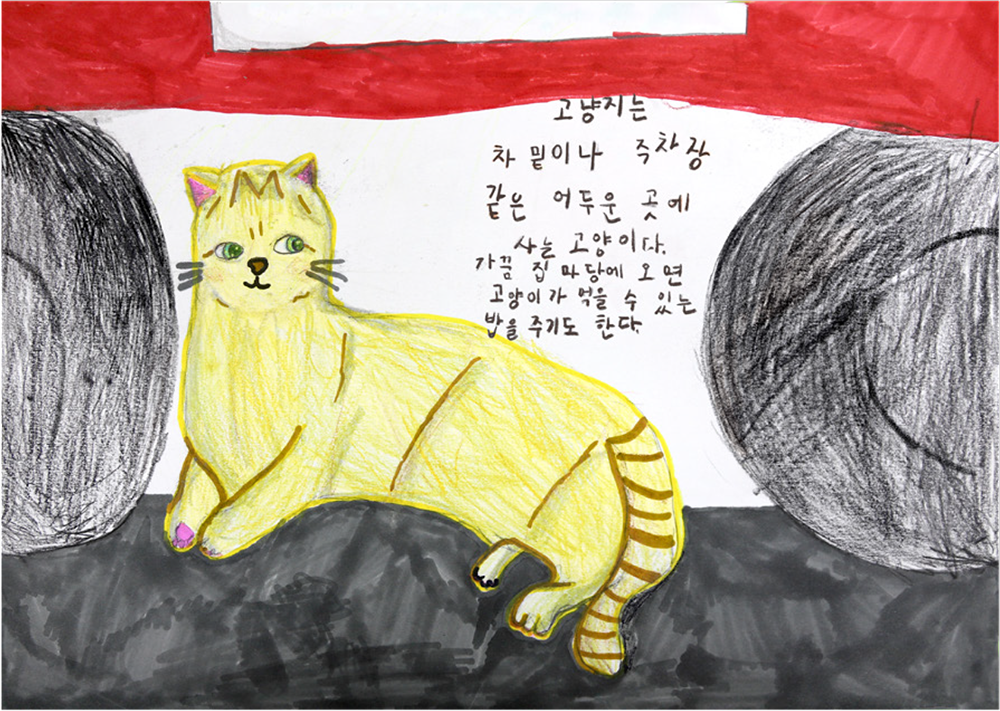 고냥지는
차 밑이나 주차장
같은 어두운 곳에
사는 고양이다.
가끔 집 마당에 오면
고양이가 먹을 수 있는
밥을 주기도 한다.